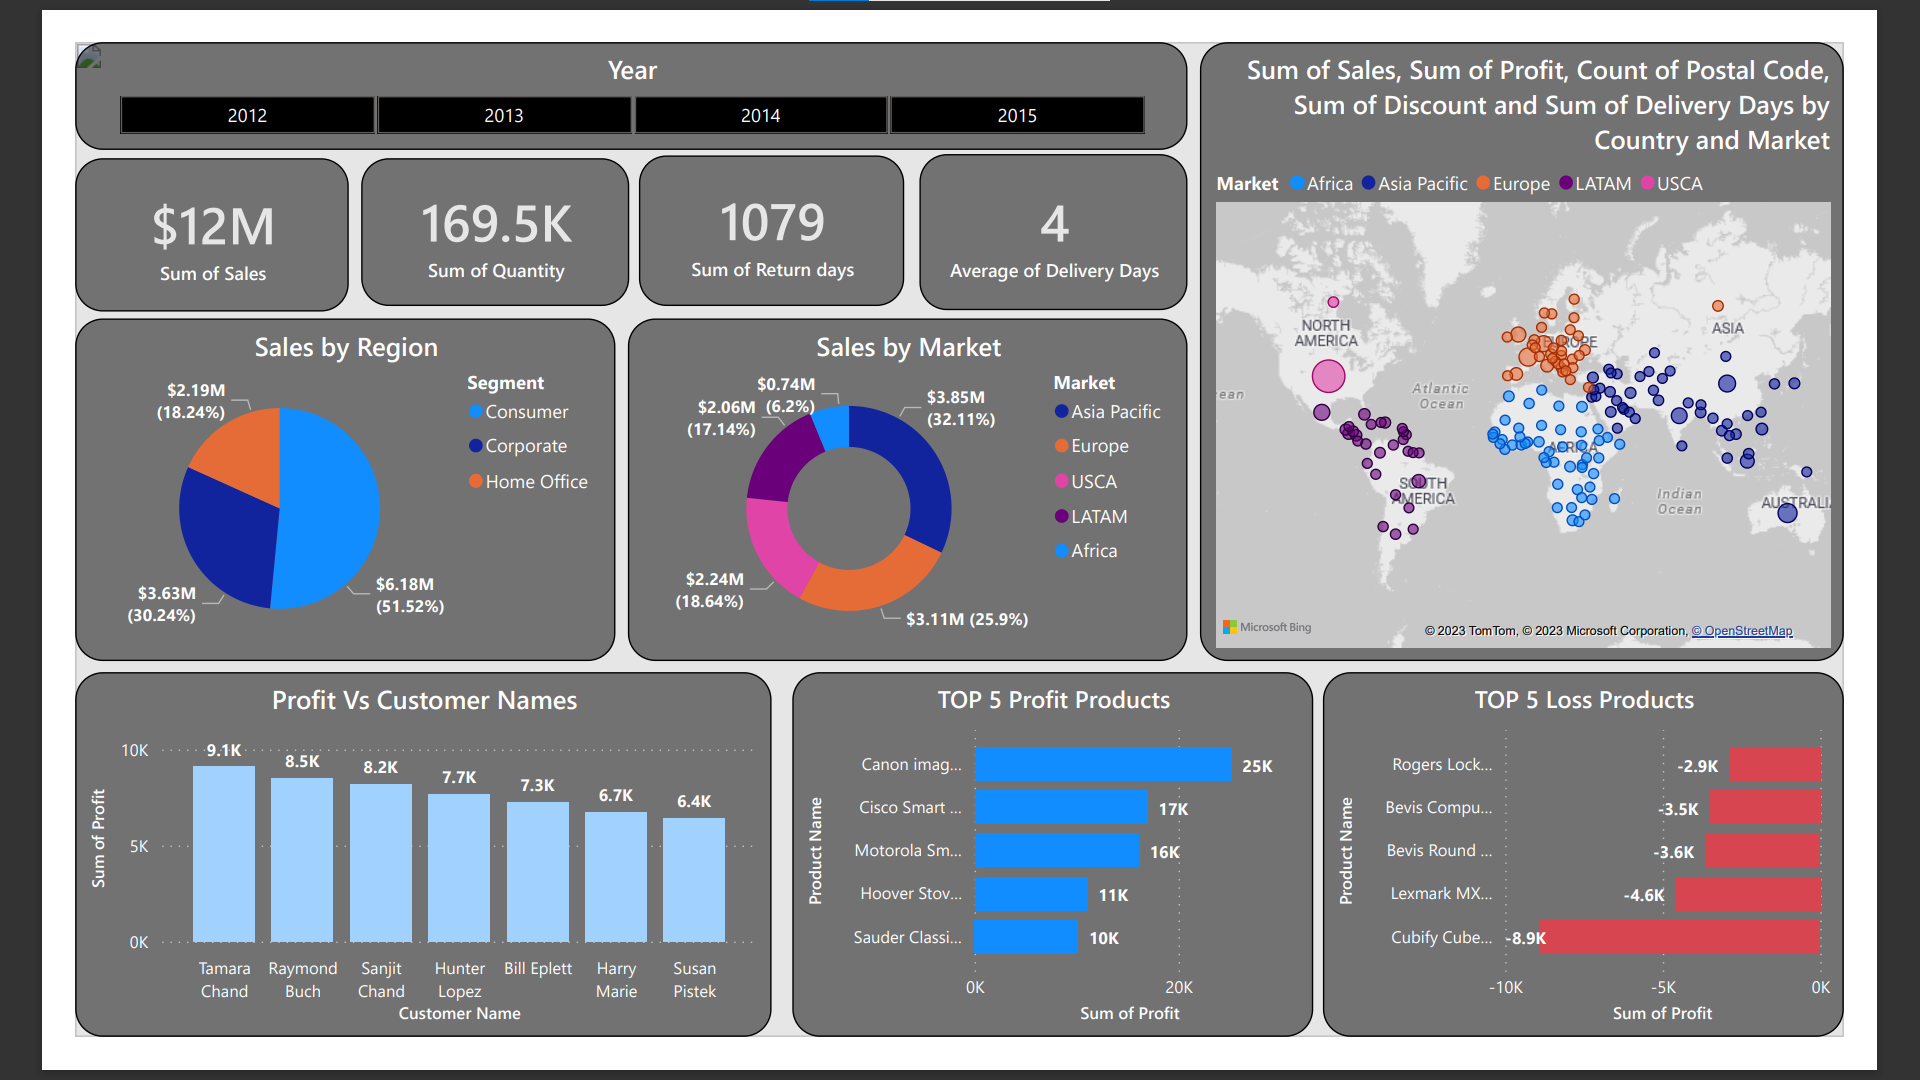 Year
2012
2013
2014
2015
$12M
Sum of Sales
169.5K
Sum of Quantity
1079
Sum of Return days
4
Average of Delivery Days
Sum of Sales, Sum of Profit, Count of Postal Code,
Sum of Discount and Sum of Delivery Days by
Country and Market
Market
Africa
Asia Pacific
Europe
LATAM
USCA
NORTH
AMERICA
EUROPE
ASIA
Atlantic
Ocean
ean
AFRICA
SOUTH
AMERICA
Indian
Ocean
AUSTRALI
Microsoft Bing
© 2023 TomTom, © 2023 Microsoft Corporation, © OpenStreetMap
Sales by Region
$2.19M
(18.24%)
$3.63M
(30.24%)
$6.18M
(51.52%)
Segment
Consumer
Corporate
Home Office
Sales by Market
$0.74M
(6.2%)
$2.06M
(17.14%)
$3.85M
(32.11%)
$2.24M
(18.64%)
$3.11M (25.9%)
Market
Asia Pacific
Europe
USCA
LATAM
Africa
Profit Vs Customer Names
Sum of Profit
10K
5K
0K
9.1K
8.5K
8.2K
7.7K
7.3K
6.7K
6.4K
Tamara
Chand
Raymond
Buch
Sanjit
Chand
Hunter
Lopez
Bill Eplett
Harry
Marie
Susan
Pistek
Customer Name
TOP 5 Profit Products
Product Name
Canon imag...
25K
Cisco Smart ...
17K
Motorola Sm...
16K
Hoover Stov...
11K
Sauder Classi...
10K
0K
20K
Sum of Profit
TOP 5 Loss Products
Product Name
Rogers Lock...
-2.9K
Bevis Compu...
-3.5K
Bevis Round ...
-3.6K
Lexmark MX...
-4.6K
Cubify Cube...
-8.9K
-10K
-5K
0K
Sum of Profit